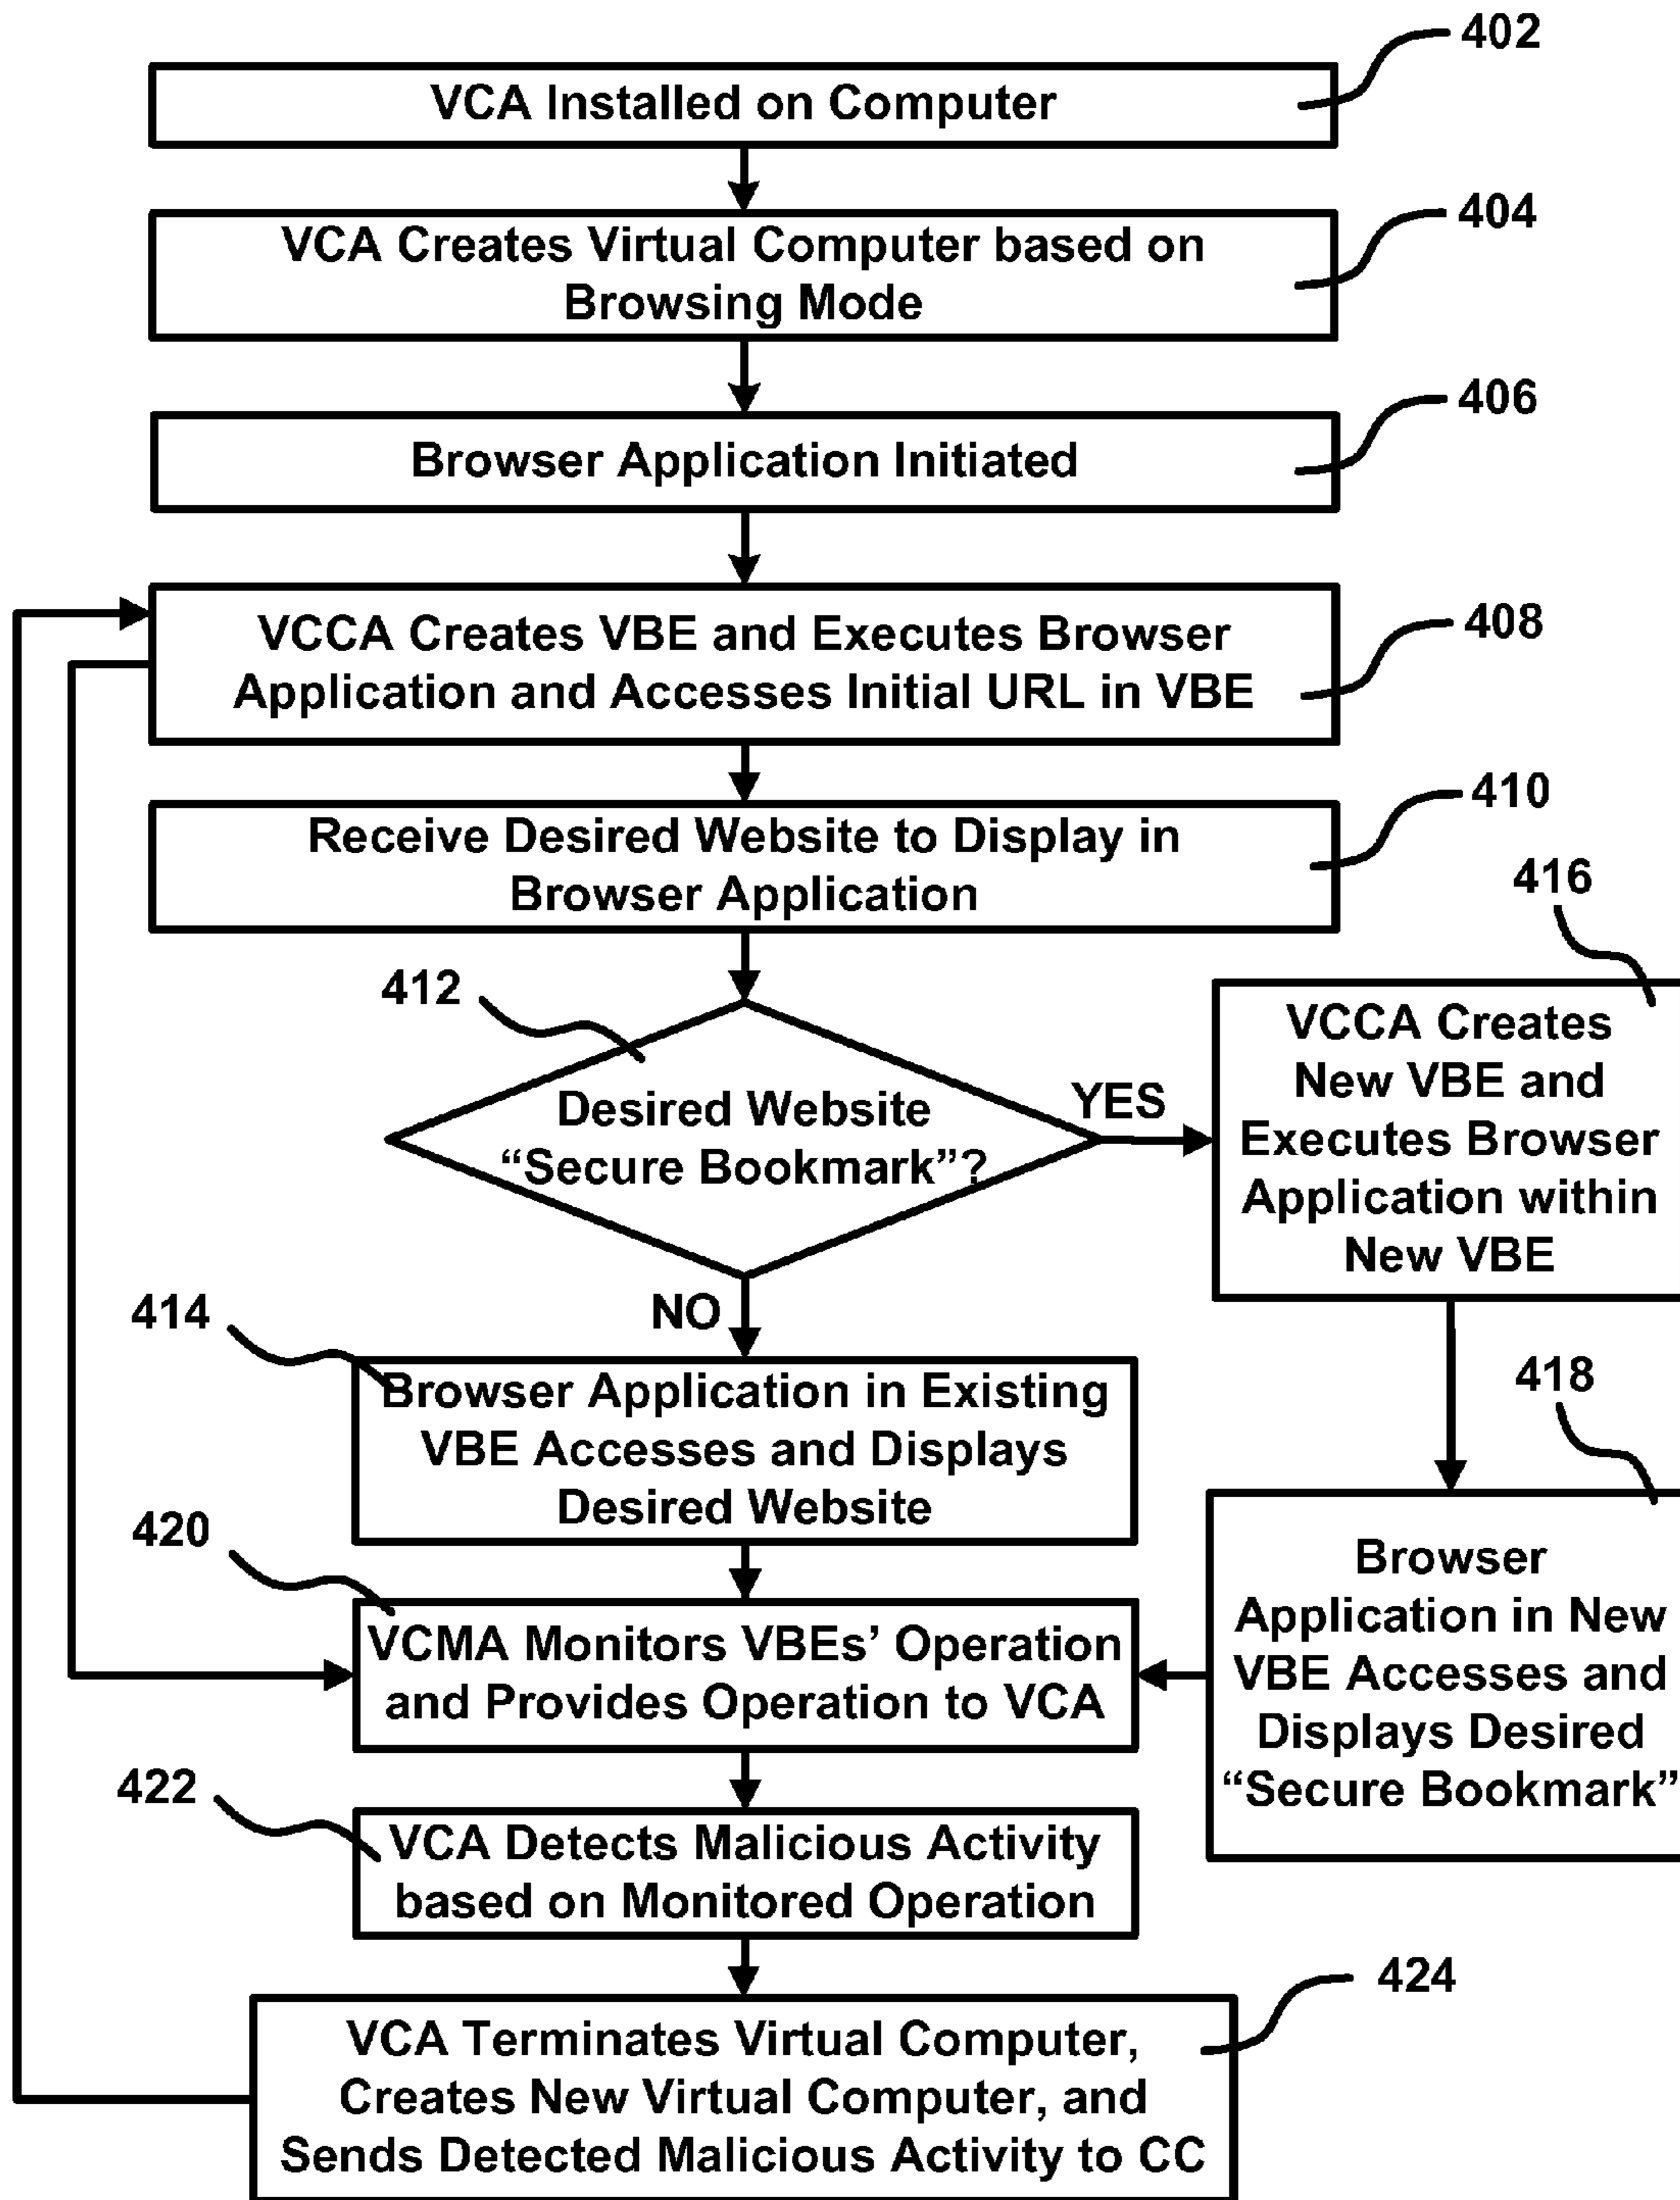 402
VCA Installed on Computer
404
VCA Creates Virtual Computer based on
Browsing Mode
406
Browser Application Initiated
408
VCCA Creates VBE and Executes Browser
Application and Accesses Initial URL in VBE
410
Receive Desired Website to Display in
Browser Application
412
Desired Website
“Secure Bookmark”?
YES
NO
416
VCCA Creates
New VBE and
Executes Browser
Application within
New VBE
414
Browser Application in Existing
VBE Accesses and Displays
Desired Website
418
Browser
Application in New
VBE Accesses and
Displays Desired
“Secure Bookmark”
420
VCMA Monitors VBEs’ Operation
and Provides Operation to VCA
422
VCA Detects Malicious Activity
based on Monitored Operation
424
VCA Terminates Virtual Computer,
Creates New Virtual Computer, and
Sends Detected Malicious Activity to CC